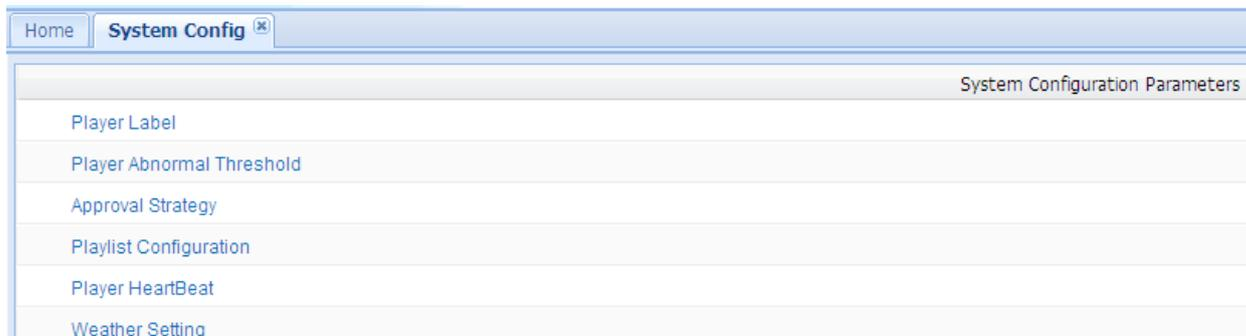 Home System Config
System Configuration Parameters
Player Label
Player Abnormal Threshold
Approval Strategy
Playlist Configuration
Player HeartBeat
Weather Setting